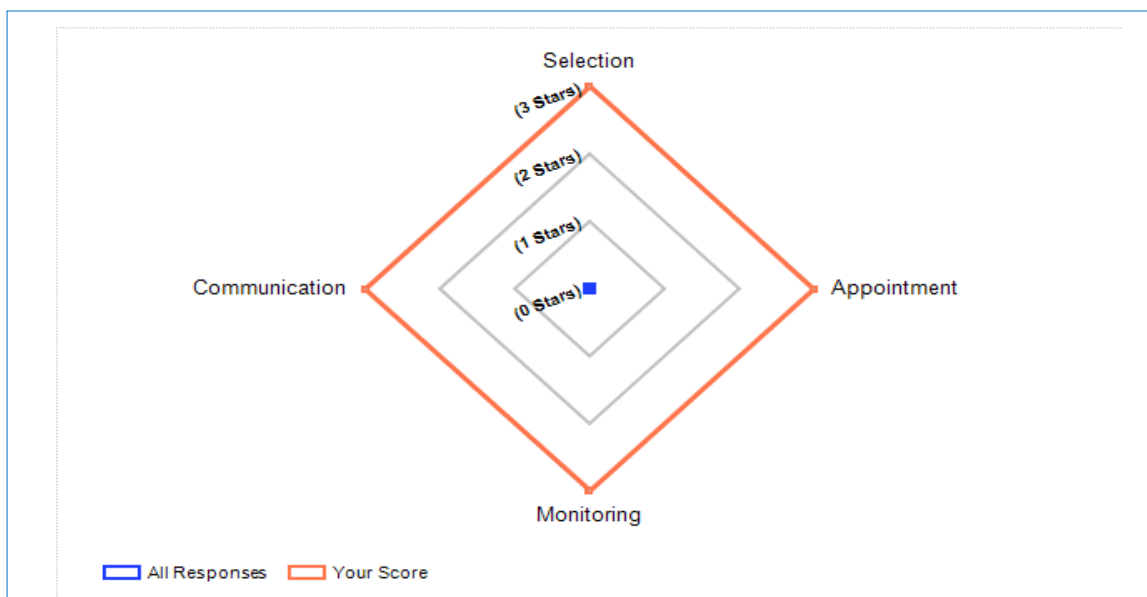 Selection
(3 Stars)
(2 Stars)
(1 Stars)
Communication
(0 Stars)
Appointment
Monitoring
All Responses
Your Score